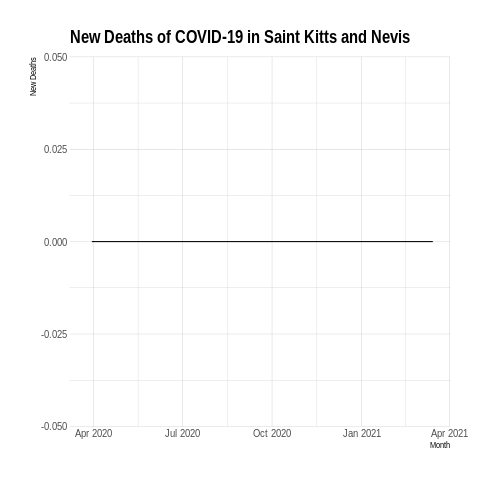 New Deaths of COVID-19 in Saint Kitts and Nevis
New Deaths
0.050
0.025
0.000
-0.025
-0.050
Apr 2020 Jul 2020 Oct 2020 Jan 2021 Apr 2021
Month